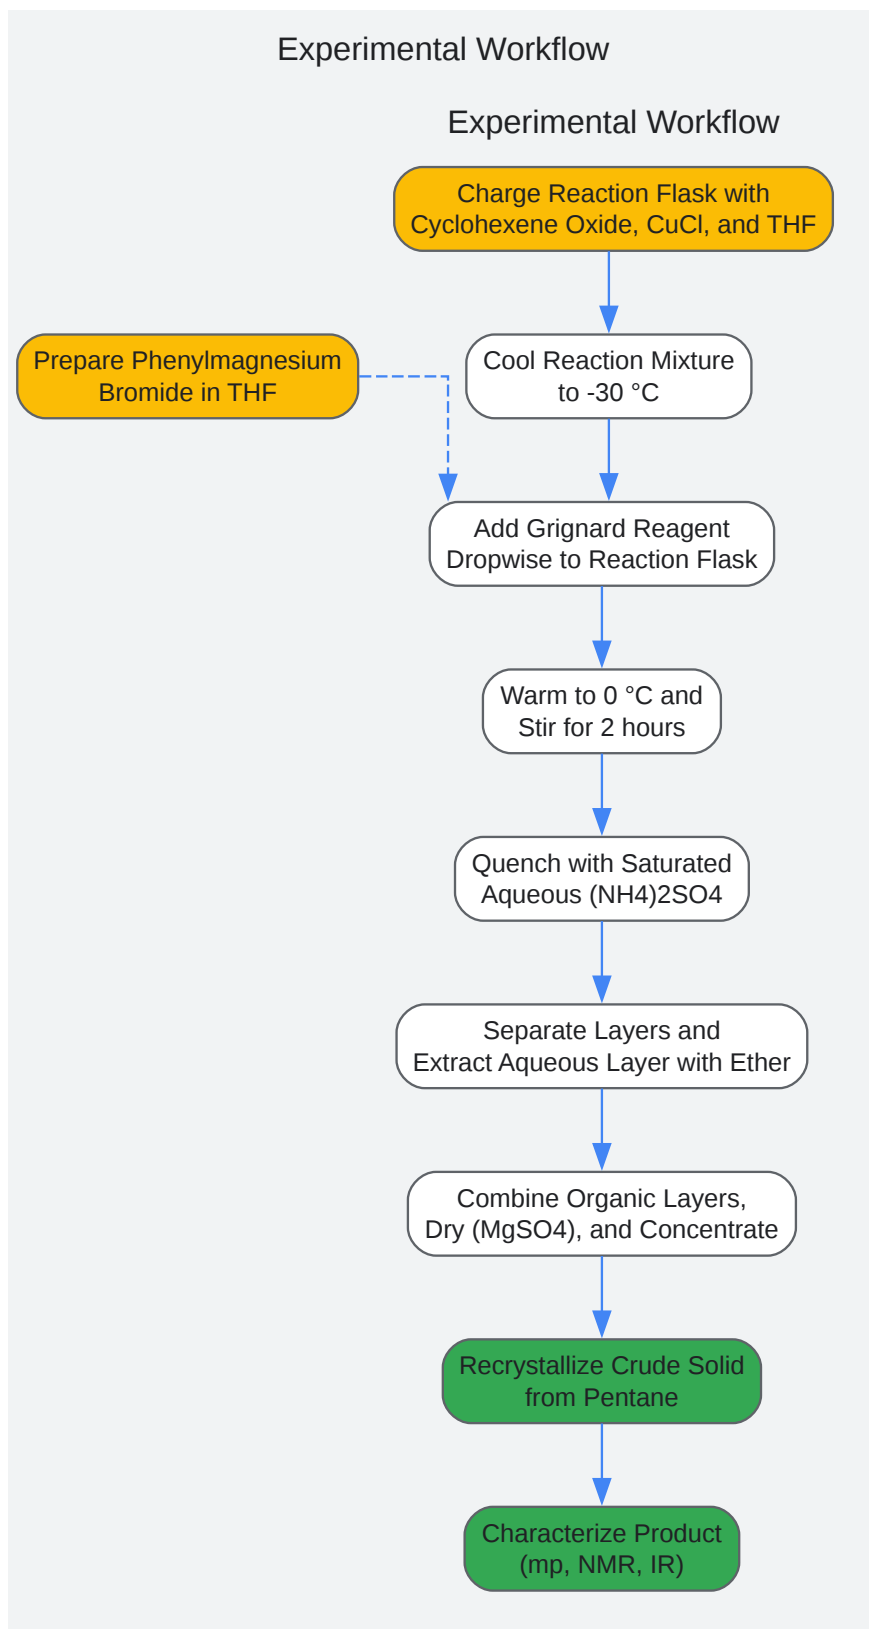 Experimental Workflow
Experimental Workflow
Charge Reaction Flask with
Cyclohexene Oxide, CuCl, and THF
Prepare Phenylmagnesium
Bromide in THF
Cool Reaction Mixture
to -30 °C
Add Grignard Reagent
Dropwise to Reaction Flask
Warm to 0 °C and
Stir for 2 hours
Quench with Saturated
Aqueous (NH4)2SO4
Separate Layers and
Extract Aqueous Layer with Ether
Combine Organic Layers,
Dry (MgSO4), and Concentrate
Recrystallize Crude Solid
from Pentane
Characterize Product
(mp, NMR, IR)